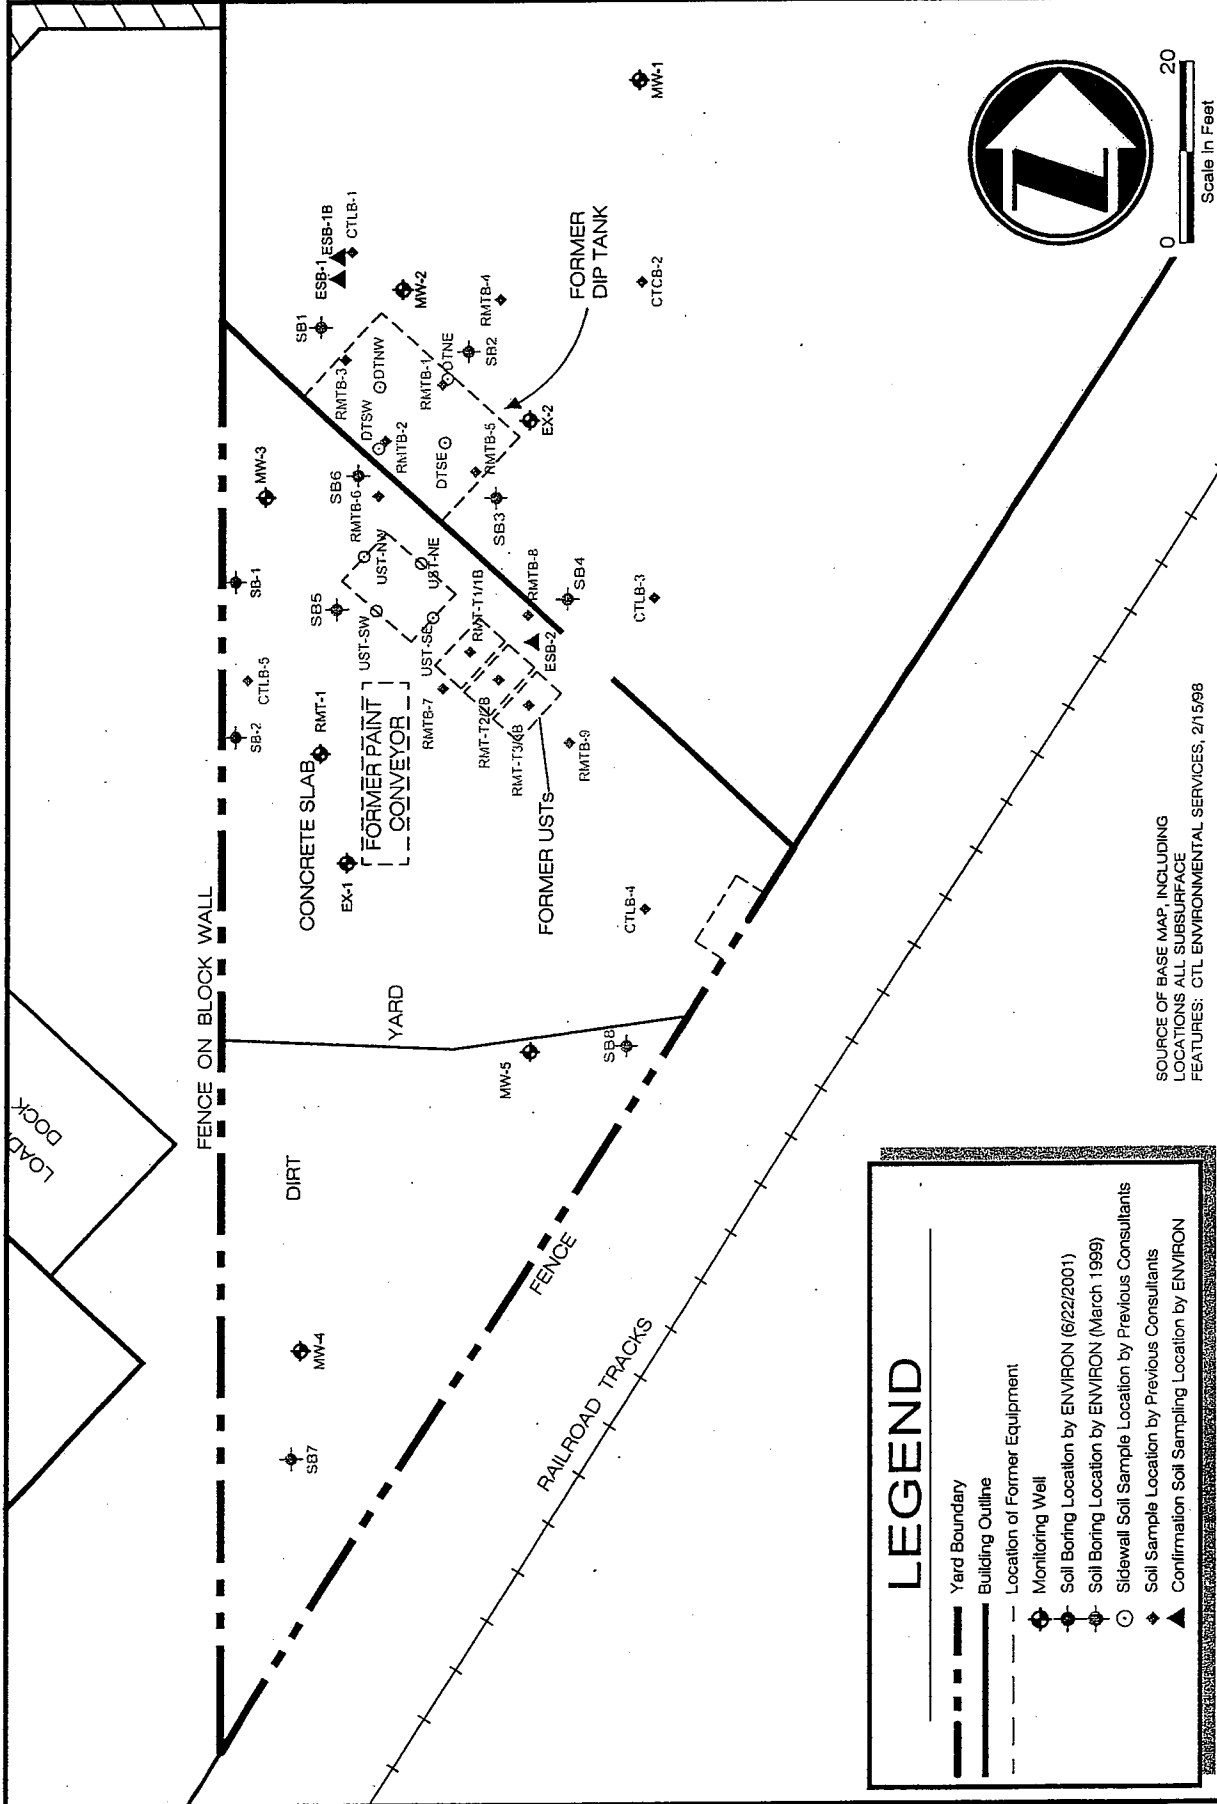 LOAD
DOCK
FENCE ON BLOCK WALL
DIRT
YARD
CONCRETE SLAB
FORMER PAINT
CONVEYOR
FORMER USTs
FORMER
DIP TANK
FENCE
RAILROAD TRACKS
SB7
MW-4
MW-5
SB8
EX-1
RMT-1
SB-2
CTLB-5
SB-1
MW-3
SB5
SB6
RMTB-6
UST-NW
UST-NE
UST-SW
UST-SE
RMTB-7
RMT-T1/1B
RMT-T2/2B
RMTB-8
RMTB-9
ESB-2
SB4
CTLB-3
CTLB-4
SB3
RMTB-5
DTSE
DTSW
RMTB-2
RMTB-3
DTNW
RMTB-1
DTNE
SB2
RMTB-4
EX-2
MW-2
SB1
ESB-1
ESB-1B
CTLB-1
CTCB-2
MW-1
0
20
Scale in Feet
SOURCE OF BASE MAP, INCLUDING
LOCATIONS ALL SUBSURFACE
FEATURES: CTL ENVIRONMENTAL SERVICES, 2/15/98
LEGEND
Yard Boundary
Building Outline
Location of Former Equipment
Monitoring Well
Soil Boring Location by ENVIRON (6/22/2001)
Soil Boring Location by ENVIRON (March 1999)
Sidewall Soil Sample Location by Previous Consultants
Soil Sample Location by Previous Consultants
Confirmation Soil Sampling Location by ENVIRON